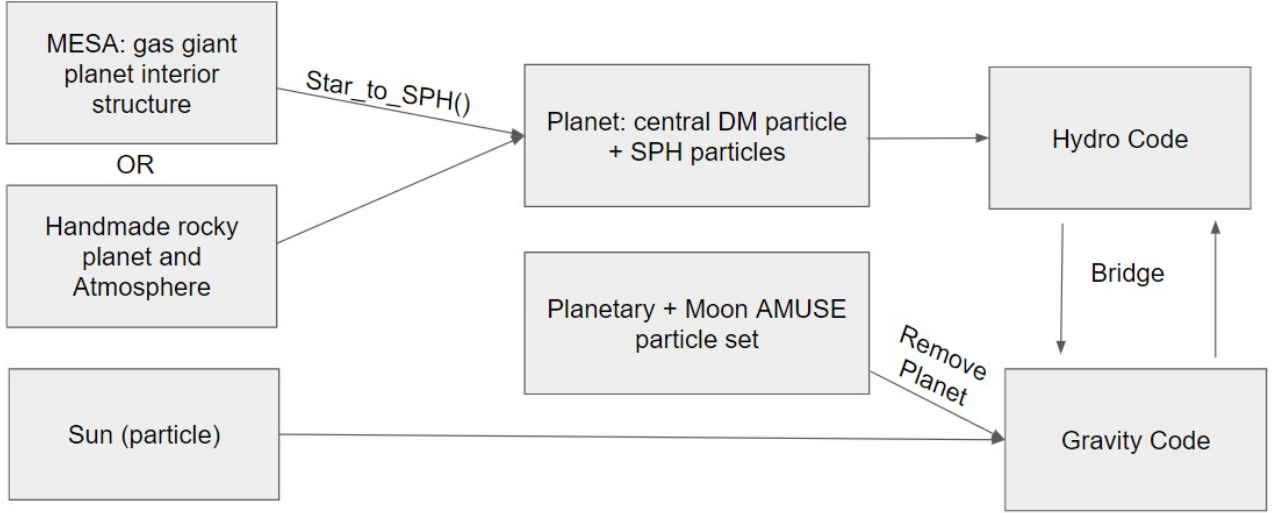 MESA: gas giant
planet interior
structure
Star_to_SPH()
OR
Handmade rocky
planet and
Atmosphere
Planet: central DM particle
+ SPH particles
Hydro Code
Planetary + Moon AMUSE
particle set
Bridge
Remove
Planet
Sun (particle)
Gravity Code